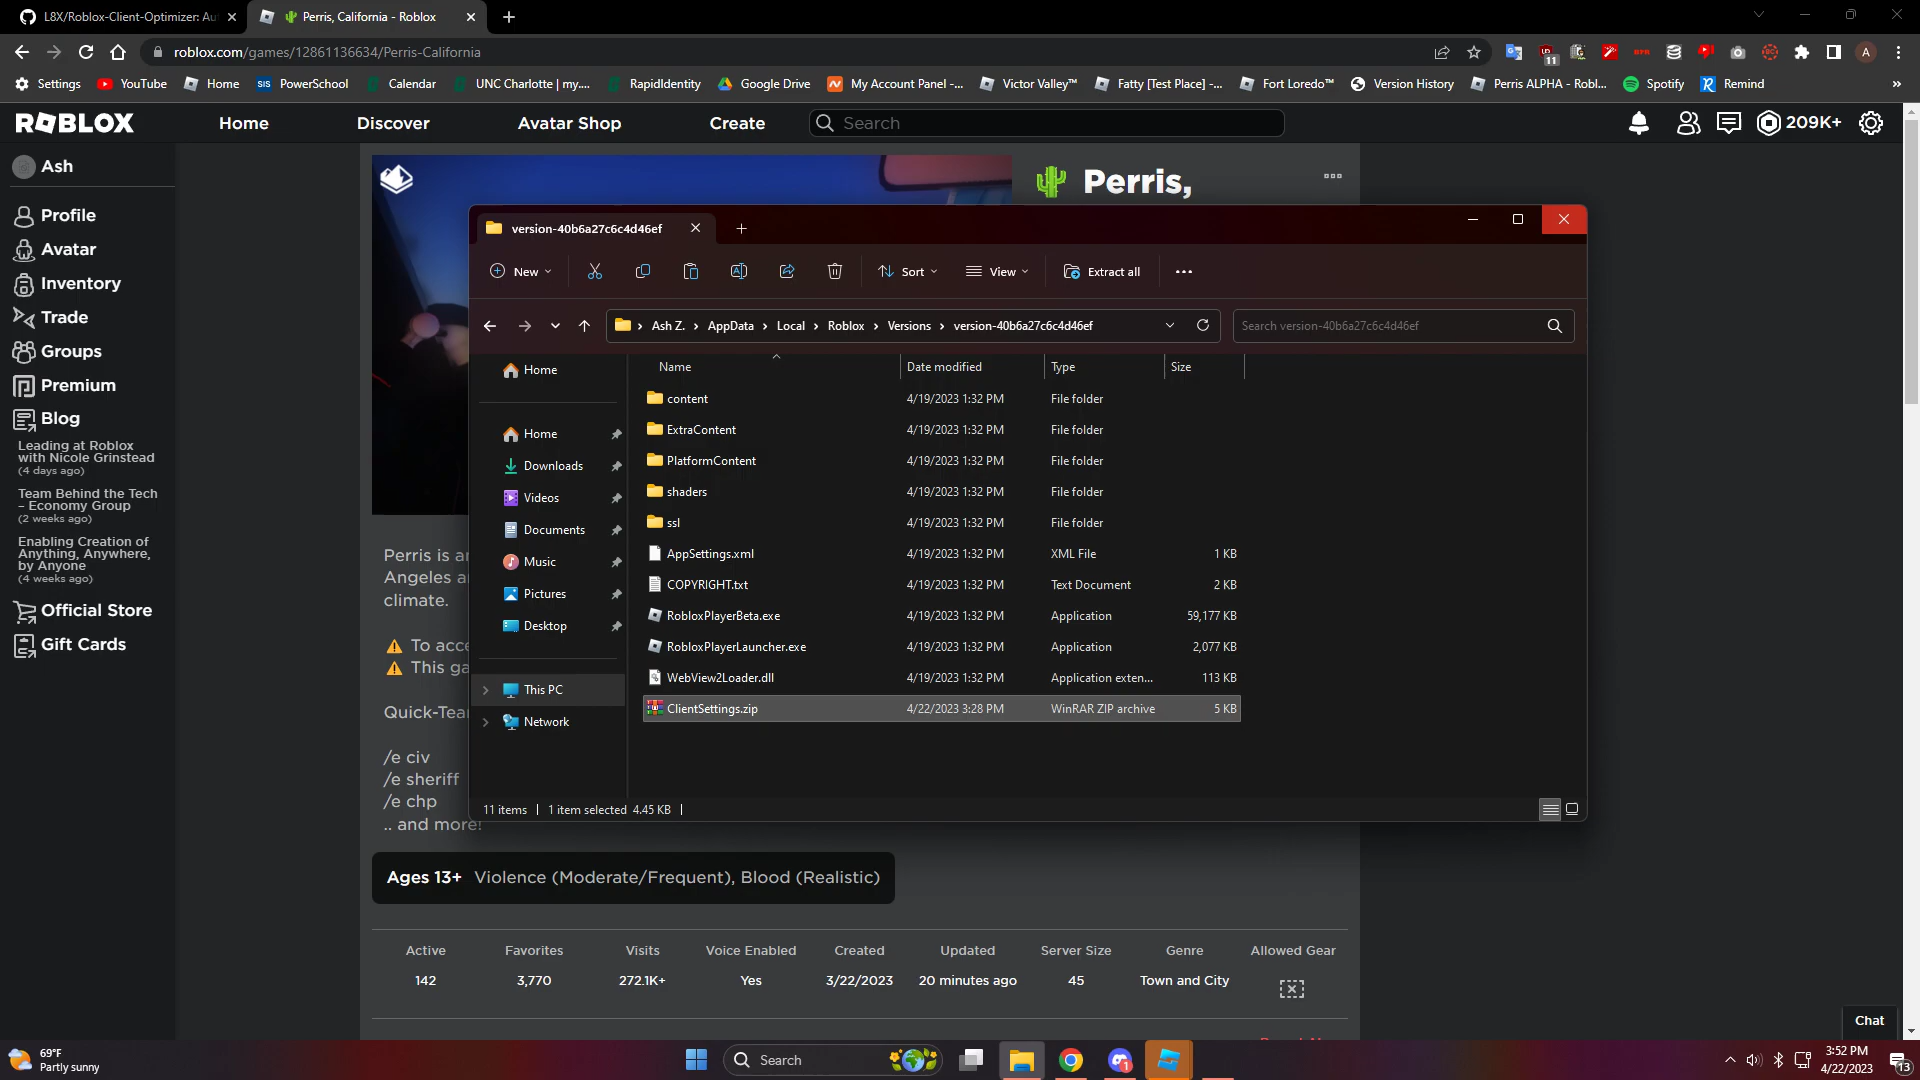 L8X/Roblox-Client-Optimizer: Au
Perris, California - Roblox
roblox.com/games/12861136634/Perris-California
11
A
Settings
YouTube
Home
SIS
PowerSchool
Calendar
UNC Charlotte | my....
RapidIdentity
Google Drive
My Account Panel -...
Victor Valley™
Fatty [Test Place] -...
Fort Loredo™
Version History
Perris ALPHA - Robl...
Spotify
Remind
»
ROBLOX
Home
Discover
Avatar Shop
Create
Search
209K+
Ash
Profile
Avatar
Inventory
Trade
Groups
Premium
Blog
Leading at Roblox
with Nicole Grinstead
(4 days ago)
Team Behind the Tech
– Economy Group
(2 weeks ago)
Enabling Creation of
Anything, Anywhere,
by Anyone
(4 weeks ago)
Official Store
Gift Cards
Perris,
version-40b6a27c6c4d46ef
New
Sort
View
Extract all
Ash Z. > AppData > Local > Roblox > Versions > version-40b6a27c6c4d46ef
Search version-40b6a27c6c4d46ef
Home
Home
Downloads
Videos
Documents
Music
Pictures
Desktop
This PC
Network
Name Date modified Type Size
content 4/19/2023 1:32 PM File folder
ExtraContent 4/19/2023 1:32 PM File folder
PlatformContent 4/19/2023 1:32 PM File folder
shaders 4/19/2023 1:32 PM File folder
ssl 4/19/2023 1:32 PM File folder
AppSettings.xml 4/19/2023 1:32 PM XML File 1 KB
COPYRIGHT.txt 4/19/2023 1:32 PM Text Document 2 KB
RobloxPlayerBeta.exe 4/19/2023 1:32 PM Application 59,177 KB
RobloxPlayerLauncher.exe 4/19/2023 1:32 PM Application 2,077 KB
WebView2Loader.dll 4/19/2023 1:32 PM Application exten... 113 KB
ClientSettings.zip 4/22/2023 3:28 PM WinRAR ZIP archive 5 KB
11 items | 1 item selected 4.45 KB |
Perris is a
Angeles a
climate.
To acce
This ga
Quick-Tea
/e civ
/e sheriff
/e chp
.. and more!
Ages 13+ Violence (Moderate/Frequent), Blood (Realistic)
Active Favorites Visits Voice Enabled Created Updated Server Size Genre Allowed Gear
142 3,770 272.1K+ Yes 3/22/2023 20 minutes ago 45 Town and City
Chat
69°F
Partly sunny
Search
1
3:52 PM
4/22/2023
13